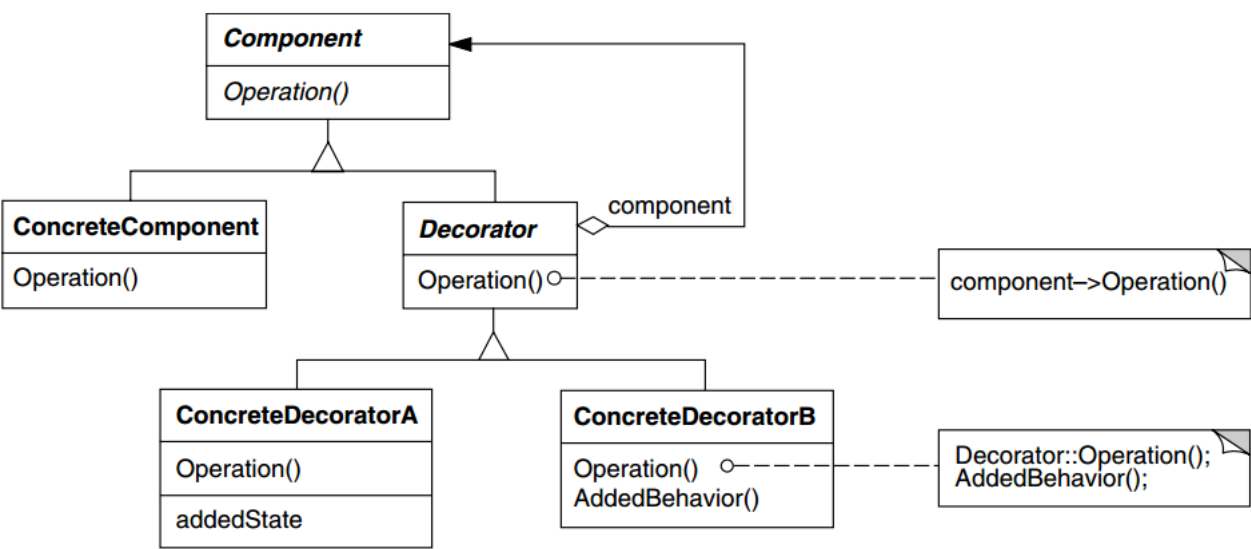 Component
Operation()
component
ConcreteComponent
Operation()
Decorator
Operation()
component–>Operation()
ConcreteDecoratorA
Operation()
addedState
ConcreteDecoratorB
Operation()
AddedBehavior()
Decorator::Operation();
AddedBehavior();